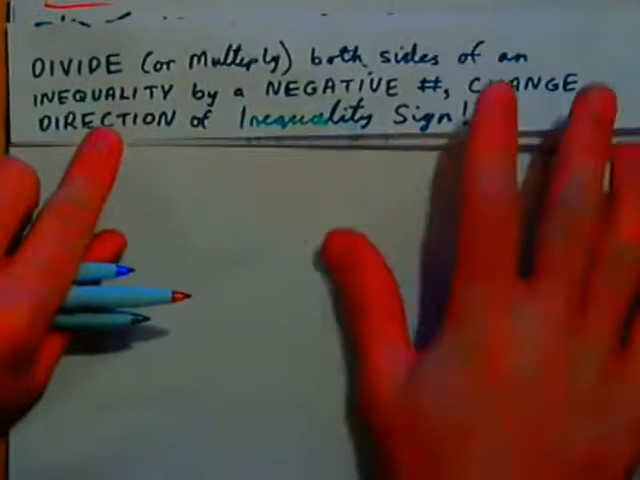 DIVIDE (or Multiply) both sides of an
INEQUALITY by a NEGATIVE #, CHANGE
DIRECTION of Inequality Sign!